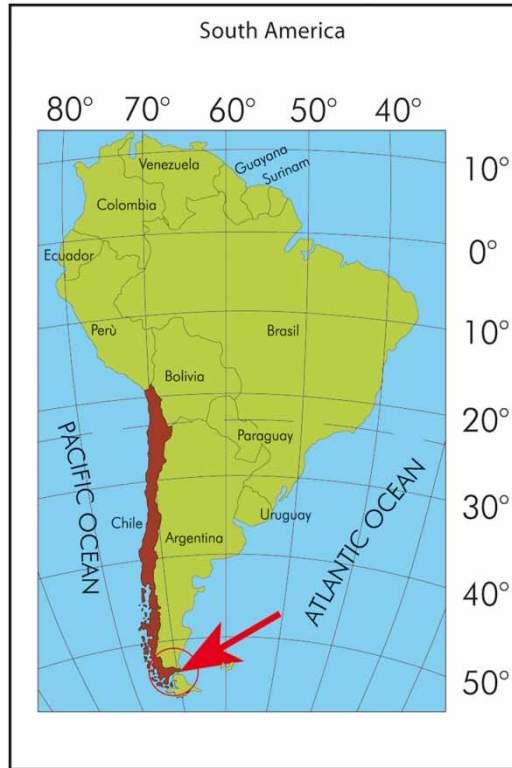 South America
80° 70° 60° 50° 40°
10°
0°
10°
20°
30°
40°
50°
Venezuela
Guayana
Surinam
Colombia
Ecuador
Perù
Brasil
Bolivia
Paraguay
PACIFIC OCEAN
Chile
Argentina
Uruguay
ATLANTIC OCEAN